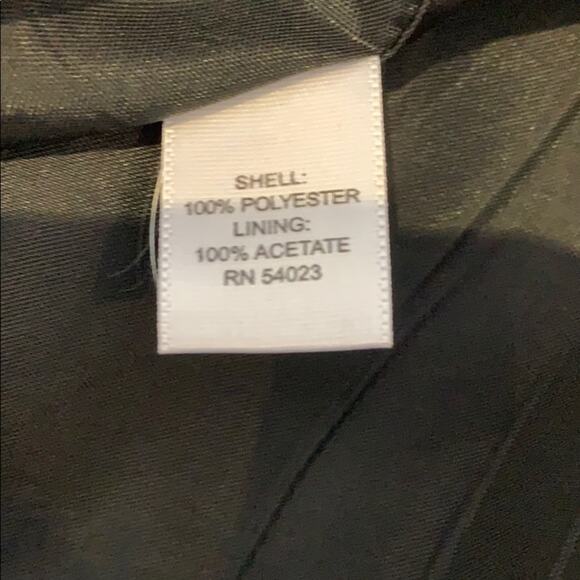 SHELL:
100% POLYESTER
LINING:
100% ACETATE
RN 54023